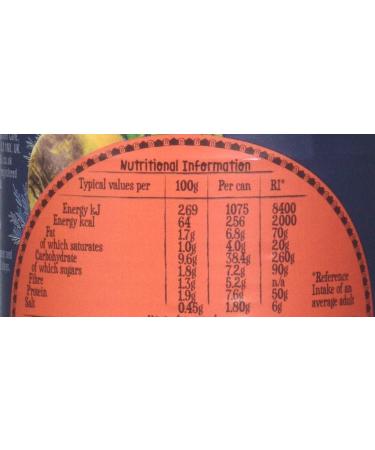 Nutritional Information
Typical values per 100g Per can RI*
Energy kJ 269 1075 8400
Energy kcal 64 256 2000
Fat 1.7g 6.8g 70g
of which saturates 1.0g 4.0g 20g
Carbohydrate 9.6g 38.4g 260g
of which sugars 1.8g 7.2g 90g
Fibre 1.3g 5.2g n/a
Protein 1.9g 7.6g 50g
Salt 0.45g 1.80g 6g
*Reference
Intake of an
average adult